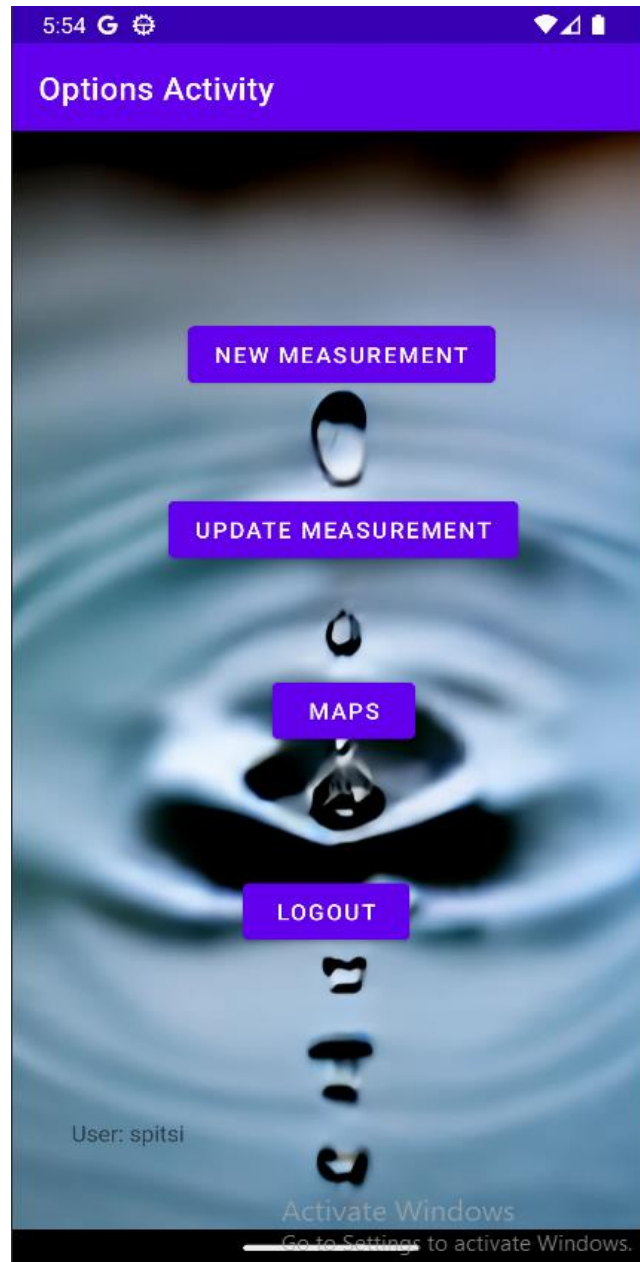 5:54 G
Options Activity
NEW MEASUREMENT
UPDATE MEASUREMENT
MAPS
LOGOUT
User: spitsi
Activate Windows
Go to Settings to activate Windows.